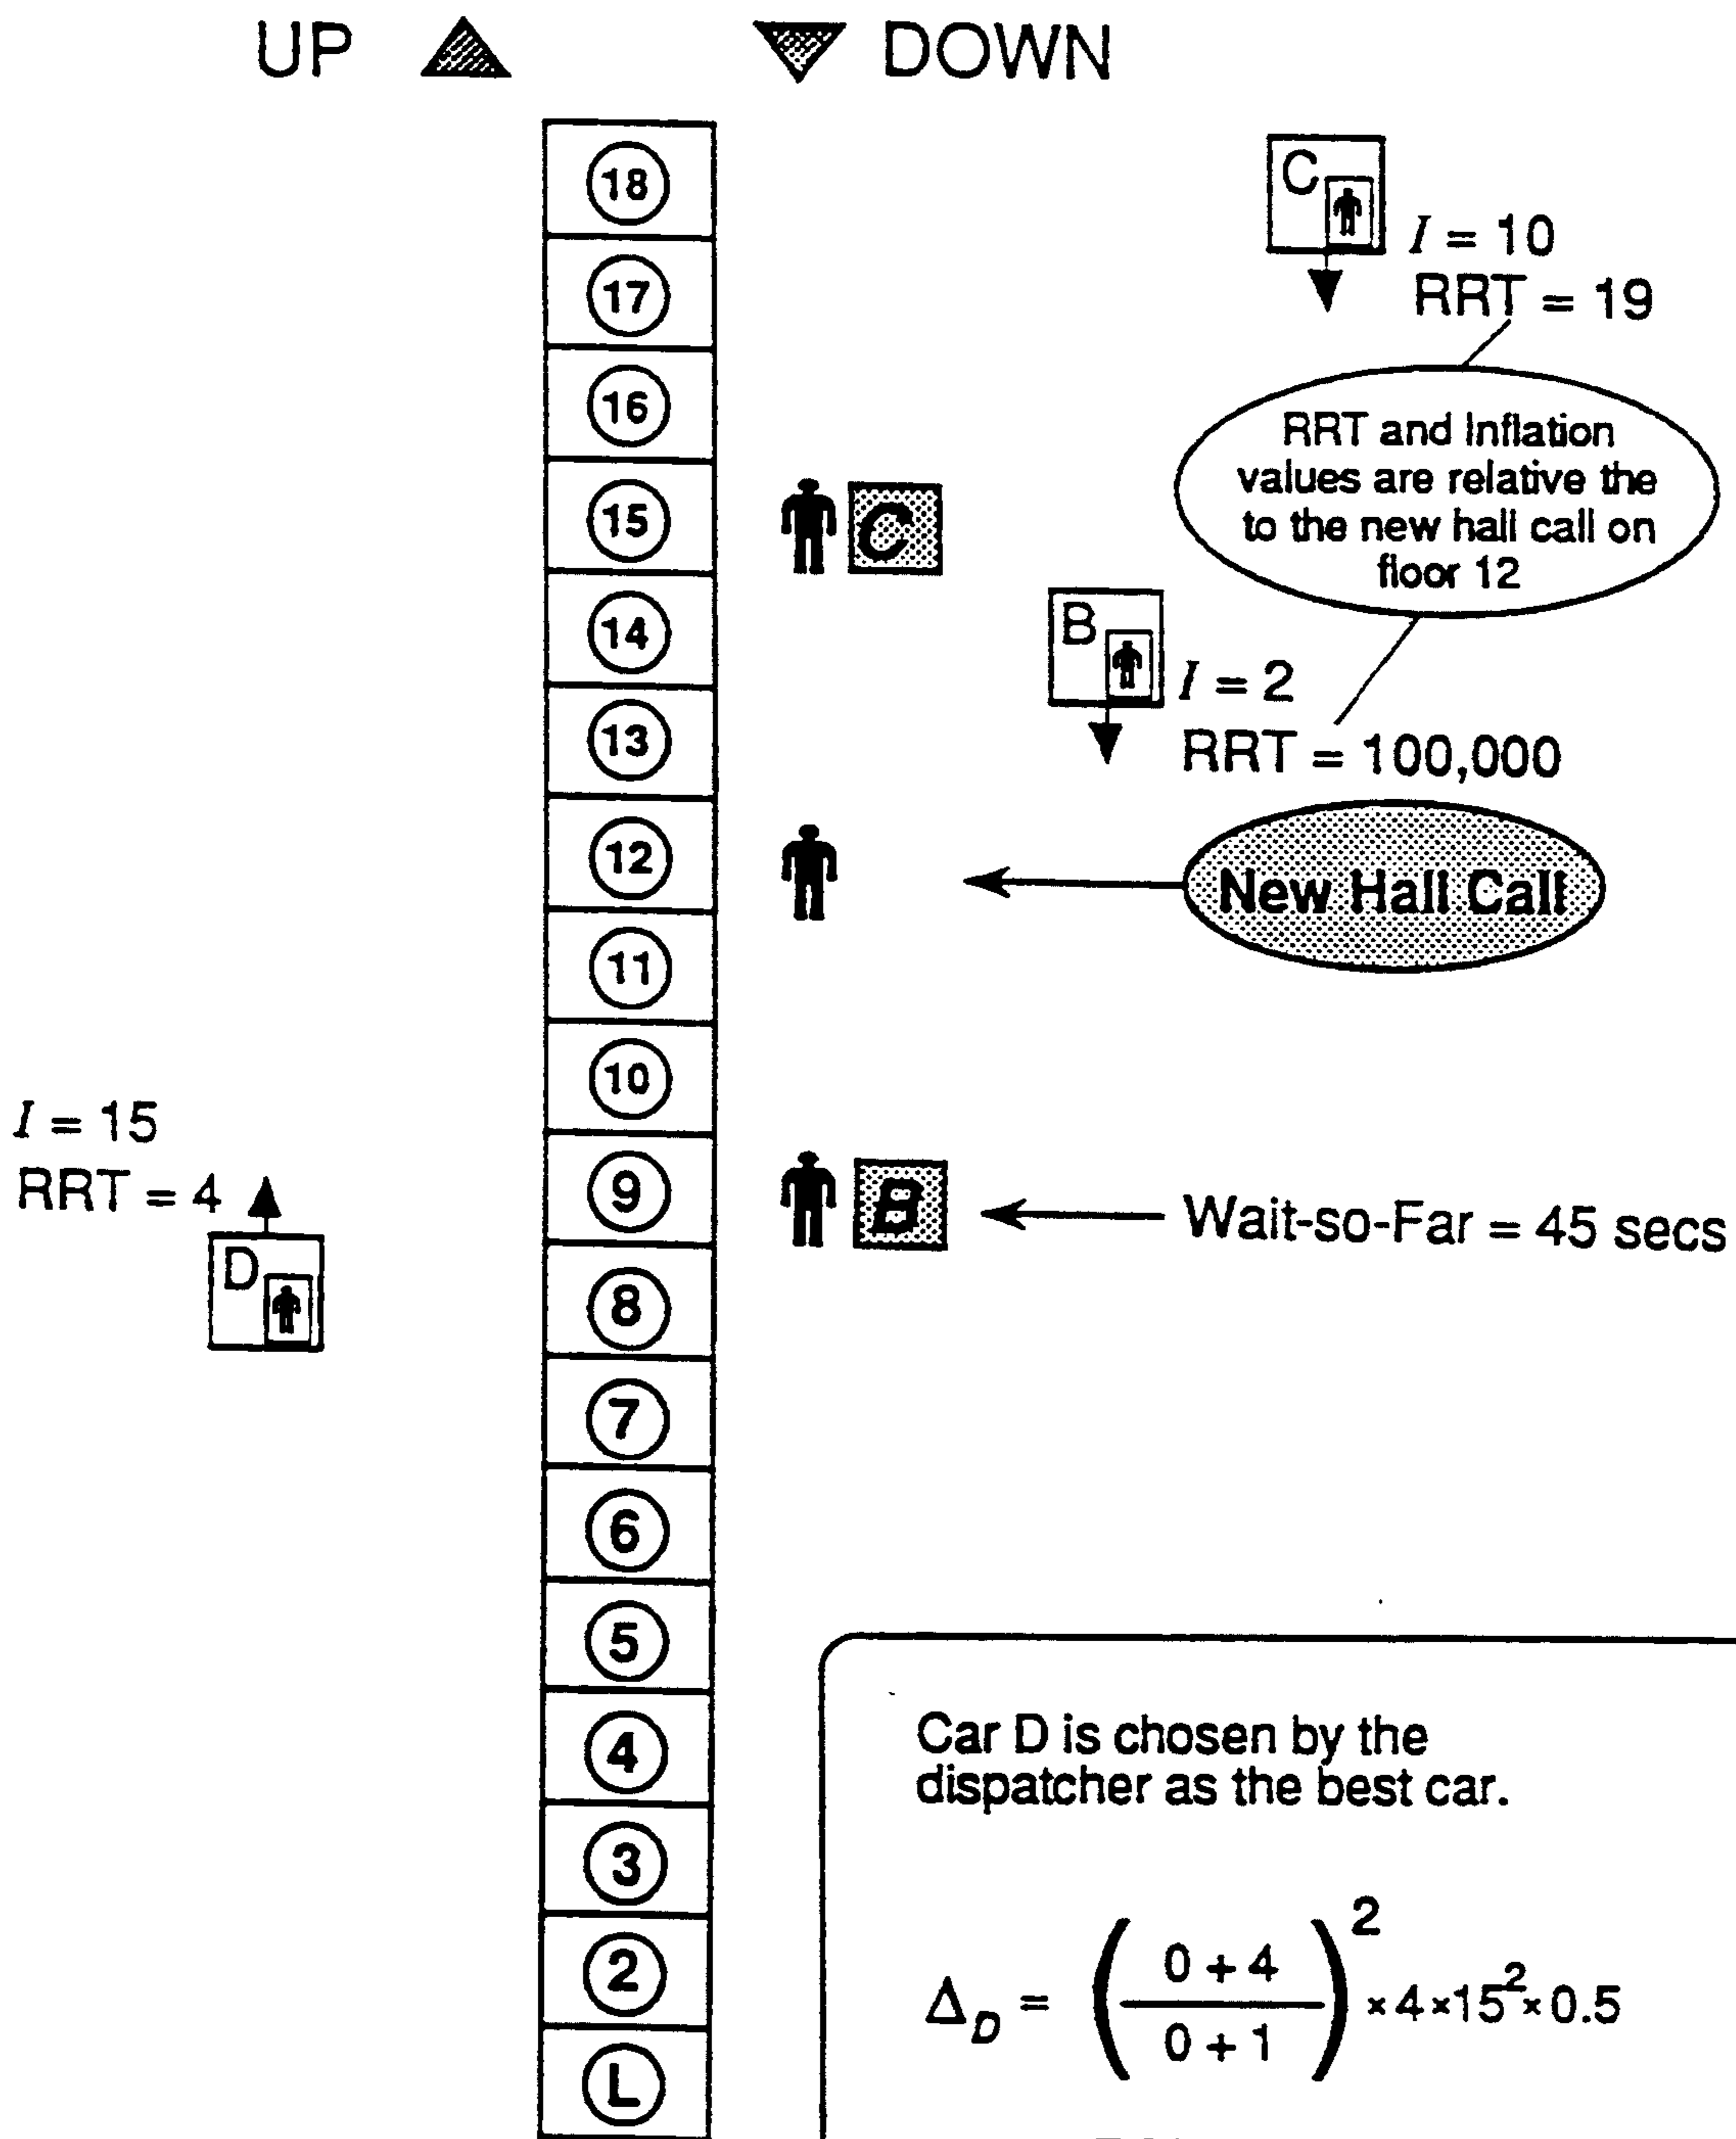 UP DOWN
18
17
16
15
14
13
12
11
10
9
8
7
6
5
4
3
2
L
C
I = 10
RRT = 19
RRT and Inflation
values are relative the
to the new hall call on
floor 12
C
B
I = 2
RRT = 100,000
New Hall Call
I = 15
RRT = 4
D
B
Wait-so-Far = 45 secs
Car D is chosen by the
dispatcher as the best car.
Δ_D = ( (0 + 4) / (0 + 1) )² × 4 × 15² × 0.5